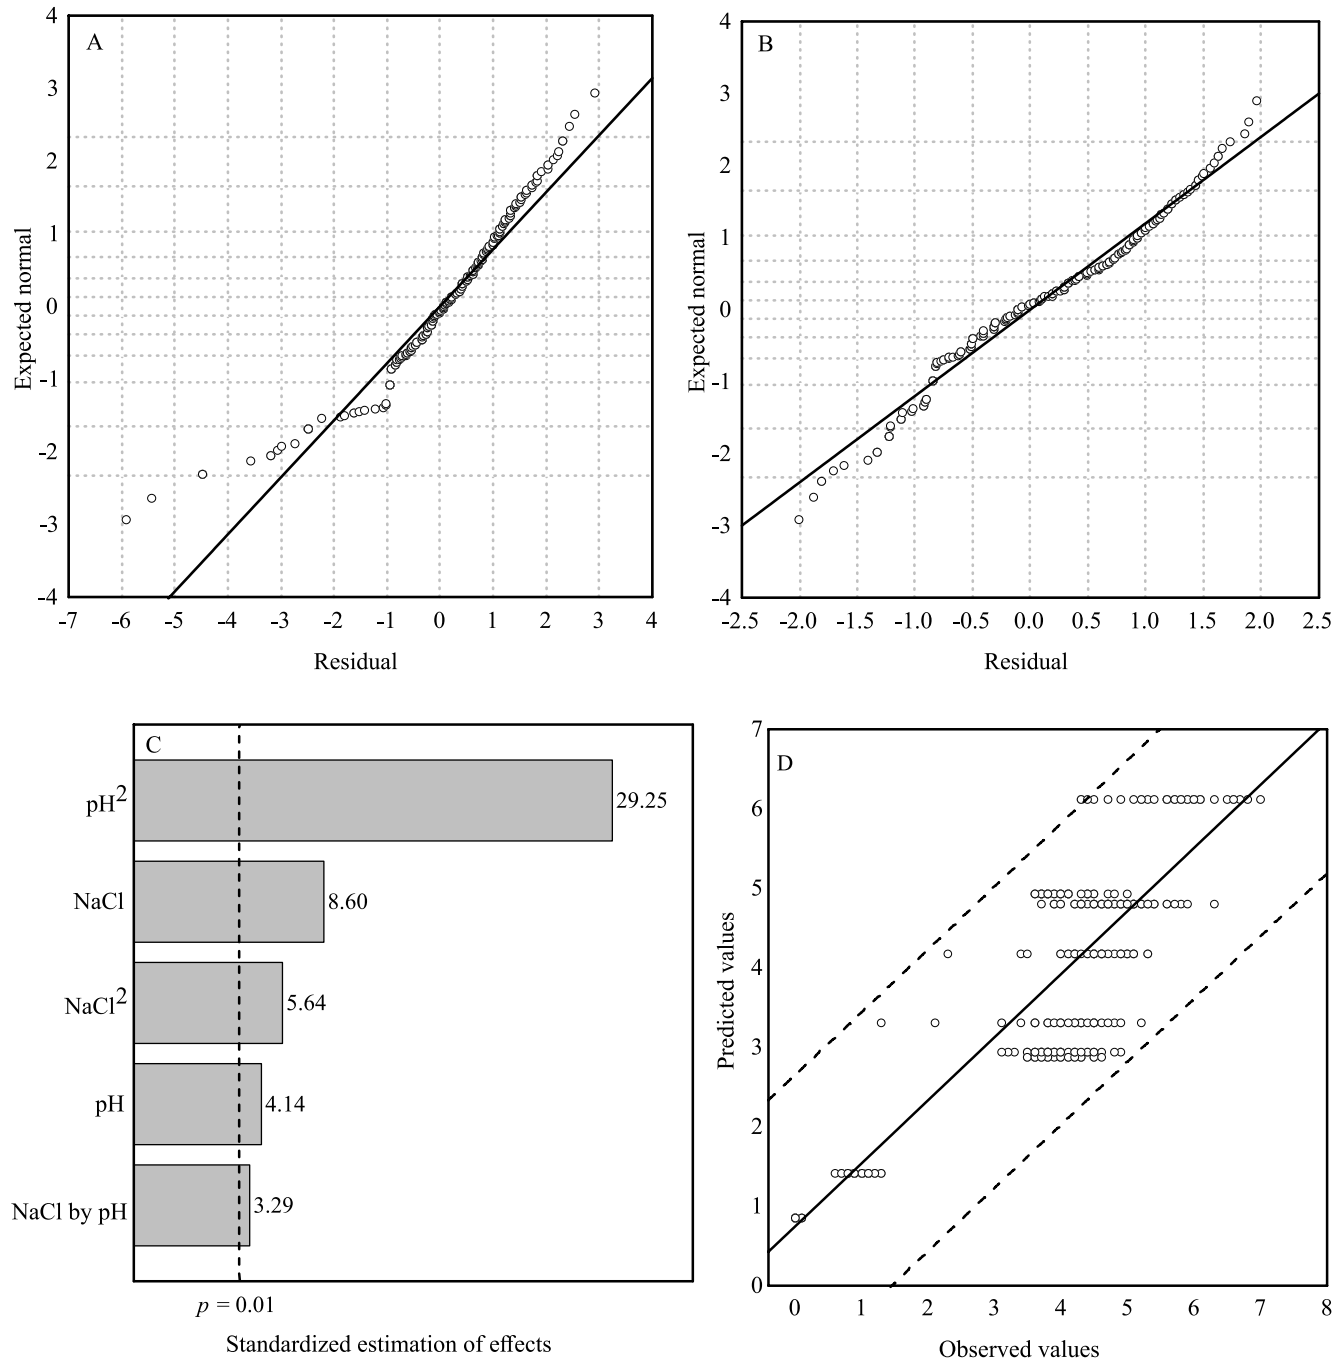 A
4
3
2
1
0
-1
-2
-3
-4
Expected normal
-7 -6 -5 -4 -3 -2 -1 0 1 2 3 4
Residual
B
4
3
2
1
0
-1
-2
-3
-4
Expected normal
-2.5 -2.0 -1.5 -1.0 -0.5 0.0 0.5 1.0 1.5 2.0 2.5
Residual
C
pH2 29.25
NaCl 8.60
NaCl2 5.64
pH 4.14
NaCl by pH 3.29
p = 0.01
Standardized estimation of effects
D
7
6
5
4
3
2
1
0
Predicted values
0 1 2 3 4 5 6 7 8
Observed values